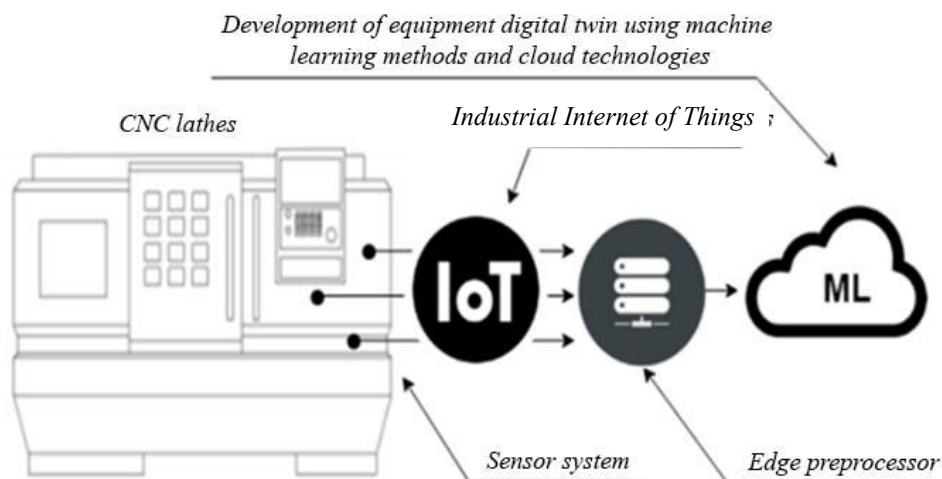 Development of equipment digital twin using machine
learning methods and cloud technologies
CNC lathes
Industrial Internet of Things s
IoT
ML
Sensor system
Edge preprocessor